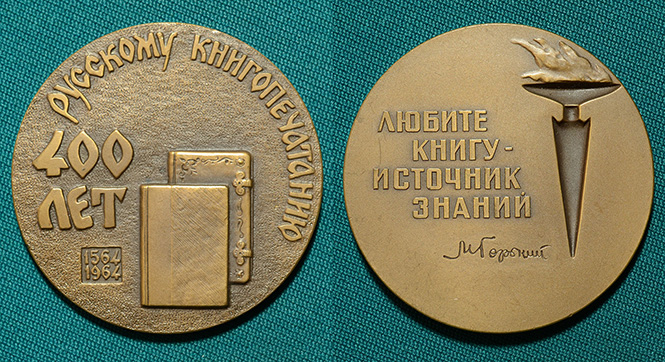 РУССКОМУ КНИГОПЕЧАТАНИЮ
400
ЛЕТ
1564
1964
ЛЮБИТЕ
КНИГУ-
ИСТОЧНИК
ЗНАНИЙ
М Горький